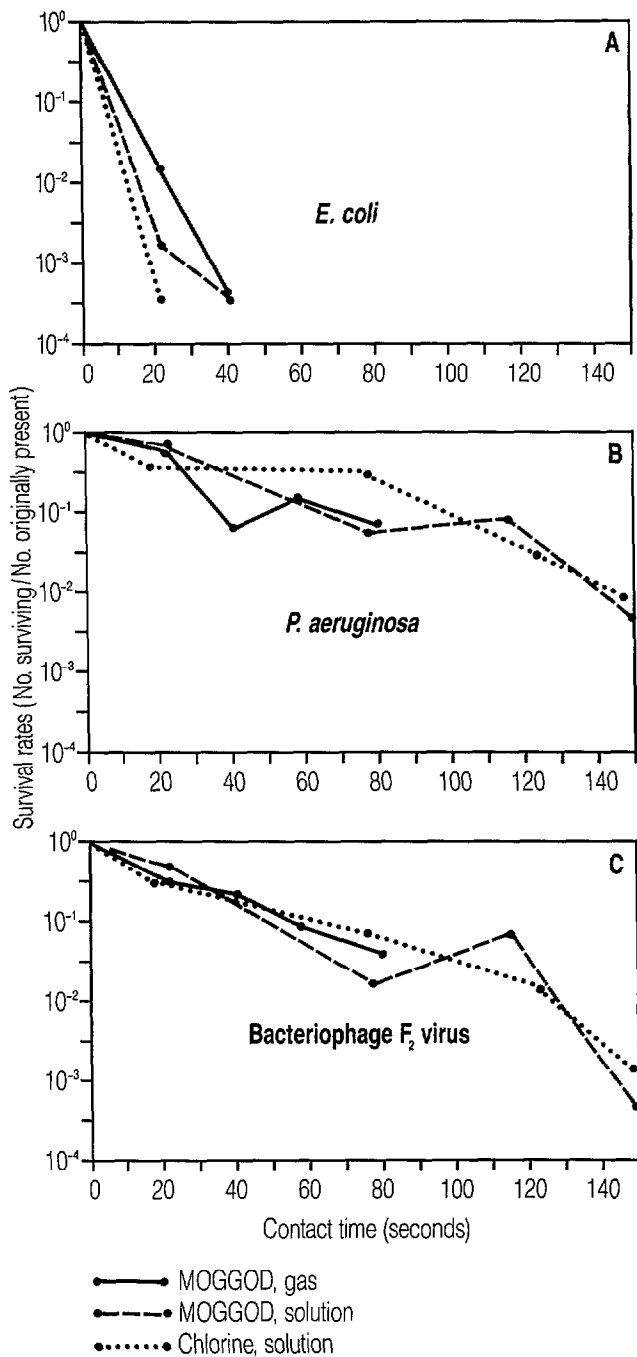 A
10⁰
10⁻¹
10⁻²
10⁻³
10⁻⁴
E. coli
0 20 40 60 80 100 120 140
B
10⁰
10⁻¹
10⁻²
10⁻³
10⁻⁴
P. aeruginosa
0 20 40 60 80 100 120 140
Survival rates (No. surviving/No. originally present)
C
10⁰
10⁻¹
10⁻²
10⁻³
10⁻⁴
Bacteriophage F₂ virus
0 20 40 60 80 100 120 140
Contact time (seconds)
MOGGOD, gas
MOGGOD, solution
Chlorine, solution